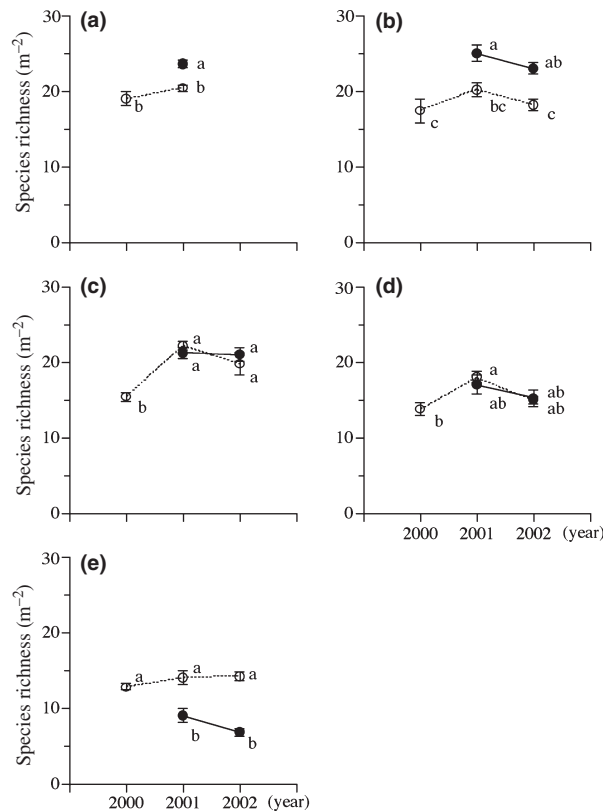 (a)
Species richness (m⁻²)
30
20
10
0
a
b
b
(b)
30
20
10
0
a
ab
c
bc
c
(c)
Species richness (m⁻²)
30
20
10
0
a
a
b
a
a
(d)
30
20
10
0
a
ab
b
ab
ab
2000 2001 2002 (year)
(e)
Species richness (m⁻²)
30
20
10
0
a
a
a
b
b
2000 2001 2002 (year)